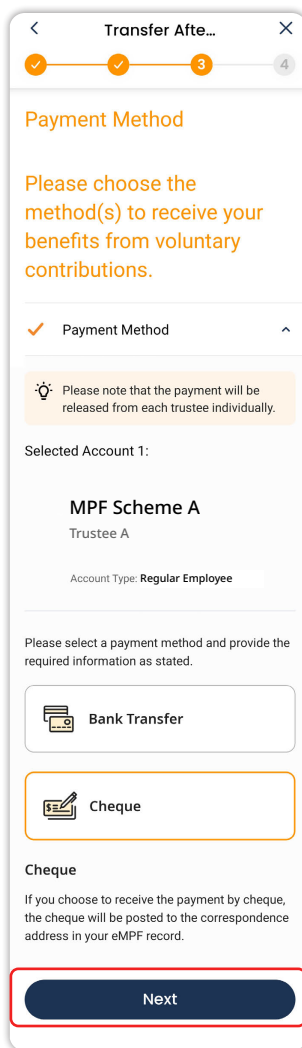 Transfer Afte...
3
4
Payment Method
Please choose the
method(s) to receive your
benefits from voluntary
contributions.
Payment Method
Please note that the payment will be
released from each trustee individually.
Selected Account 1:
MPF Scheme A
Trustee A
Account Type: Regular Employee
Please select a payment method and provide the
required information as stated.
Bank Transfer
Cheque
Cheque
If you choose to receive the payment by cheque,
the cheque will be posted to the correspondence
address in your eMPF record.
Next